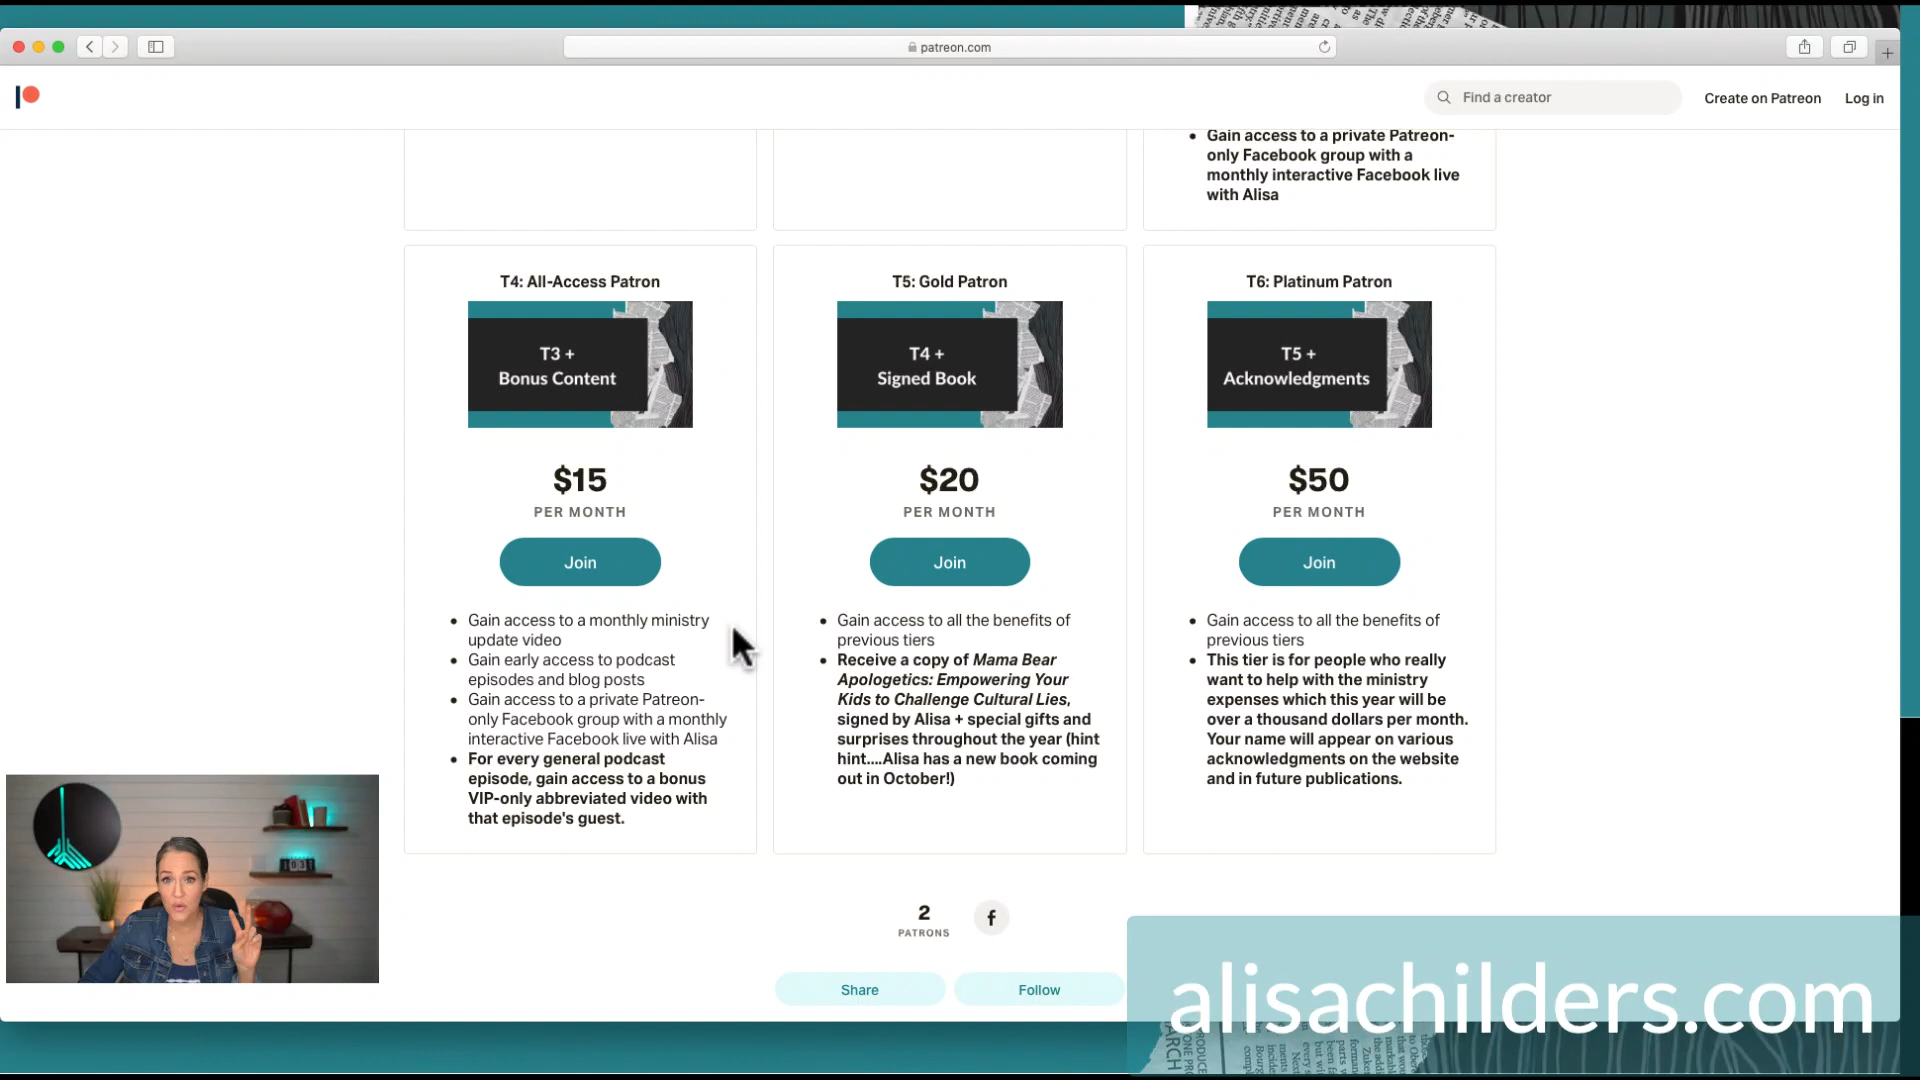 patreon.com
Find a creator
Create on Patreon
Log in
Gain access to a private Patreon-
only Facebook group with a
monthly interactive Facebook live
with Alisa
T4: All-Access Patron
T3 +
Bonus Content
$15
PER MONTH
Join
Gain access to a monthly ministry
update video
Gain early access to podcast
episodes and blog posts
Gain access to a private Patreon-
only Facebook group with a monthly
interactive Facebook live with Alisa
For every general podcast
episode, gain access to a bonus
VIP-only abbreviated video with
that episode's guest.
T5: Gold Patron
T4 +
Signed Book
$20
PER MONTH
Join
Gain access to all the benefits of
previous tiers
Receive a copy of Mama Bear
Apologetics: Empowering Your
Kids to Challenge Cultural Lies,
signed by Alisa + special gifts and
surprises throughout the year (hint
hint....Alisa has a new book coming
out in October!)
T6: Platinum Patron
T5 +
Acknowledgments
$50
PER MONTH
Join
Gain access to all the benefits of
previous tiers
This tier is for people who really
want to help with the ministry
expenses which this year will be
over a thousand dollars per month.
Your name will appear on various
acknowledgments on the website
and in future publications.
2
PATRONS
Share
Follow
alisachilders.com